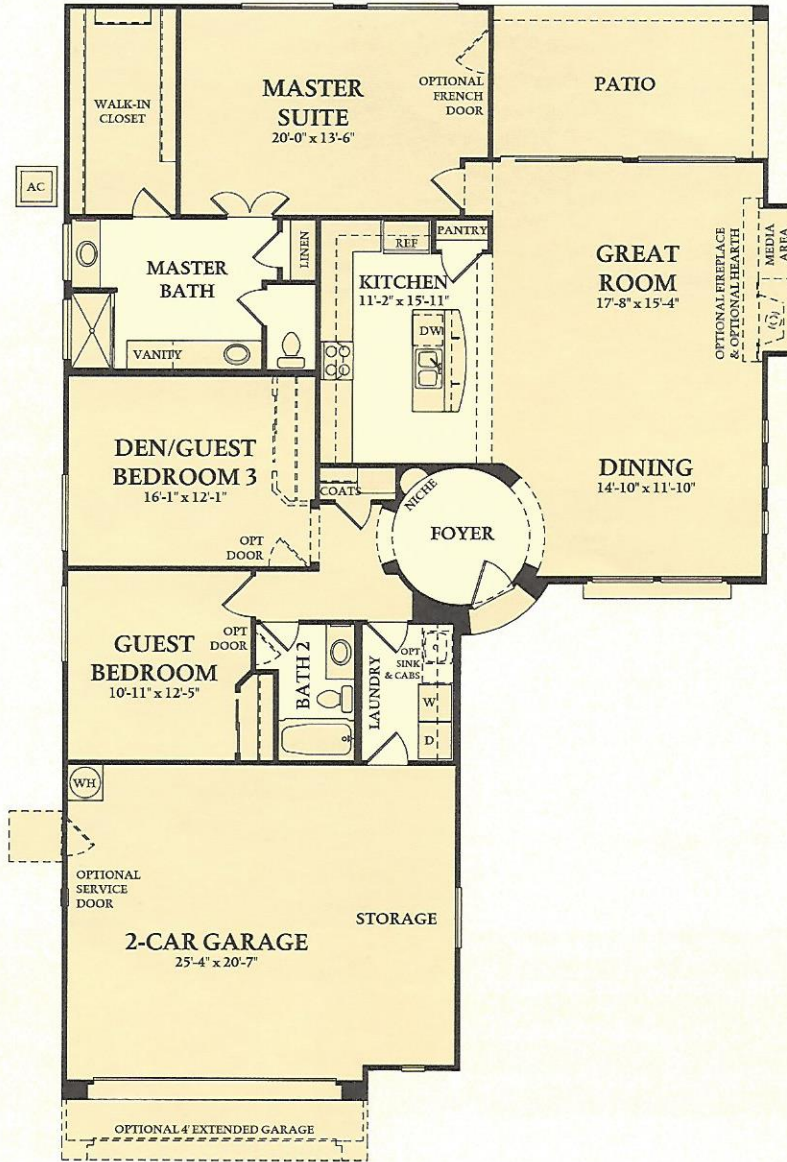 WALK-IN
CLOSET
MASTER
SUITE
20'-0" x 13'-6"
OPTIONAL
FRENCH
DOOR
PATIO
AC
MASTER
BATH
LINEN
VANITY
REF
PANTRY
KITCHEN
11'-2" x 15'-11"
DW
GREAT
ROOM
17'-8" x 15'-4"
OPTIONAL FIREPLACE
& OPTIONAL HEARTH
MEDIA
AREA
DEN/GUEST
BEDROOM 3
16'-1" x 12'-1"
OPT
DOOR
COATS
NICHE
FOYER
DINING
14'-10" x 11'-10"
GUEST
BEDROOM
10'-11" x 12'-5"
OPT
DOOR
BATH 2
LAUNDRY
OPT
SINK
& CABS
W
D
WH
OPTIONAL
SERVICE
DOOR
STORAGE
2-CAR GARAGE
25'-4" x 20'-7"
OPTIONAL 4' EXTENDED GARAGE